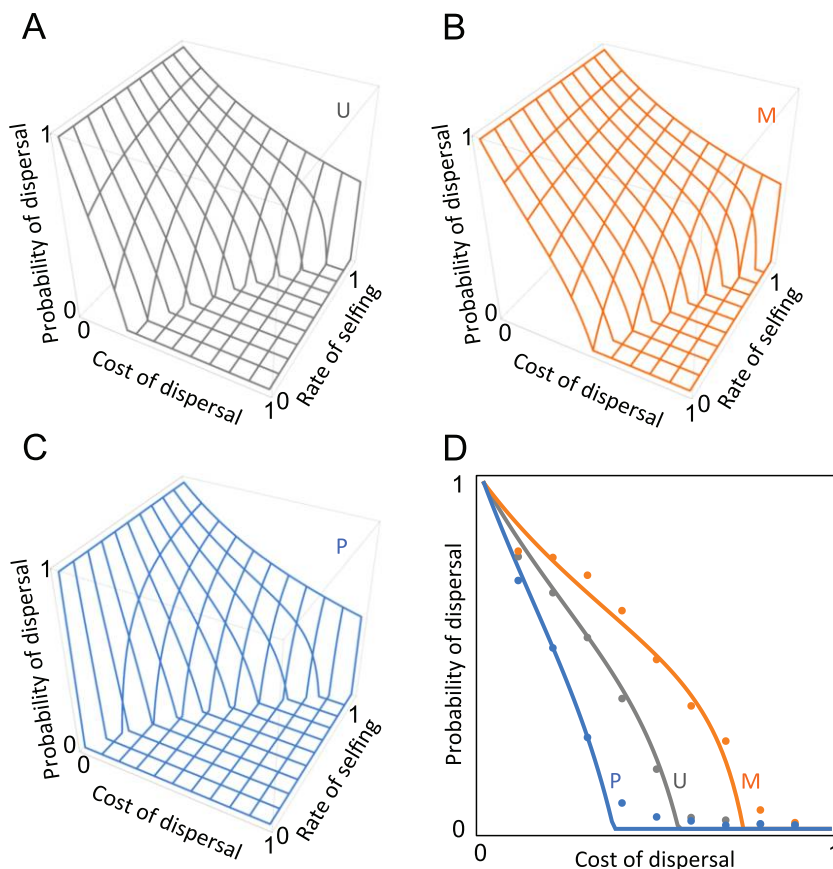 A
U
1
Probability of dispersal
0
0
Cost of dispersal
1
0
Rate of selfing
1
B
M
1
Probability of dispersal
0
0
Cost of dispersal
1
0
Rate of selfing
1
C
P
1
Probability of dispersal
0
0
Cost of dispersal
1
0
Rate of selfing
1
D
1
Probability of dispersal
P
U
M
0
0
Cost of dispersal
1